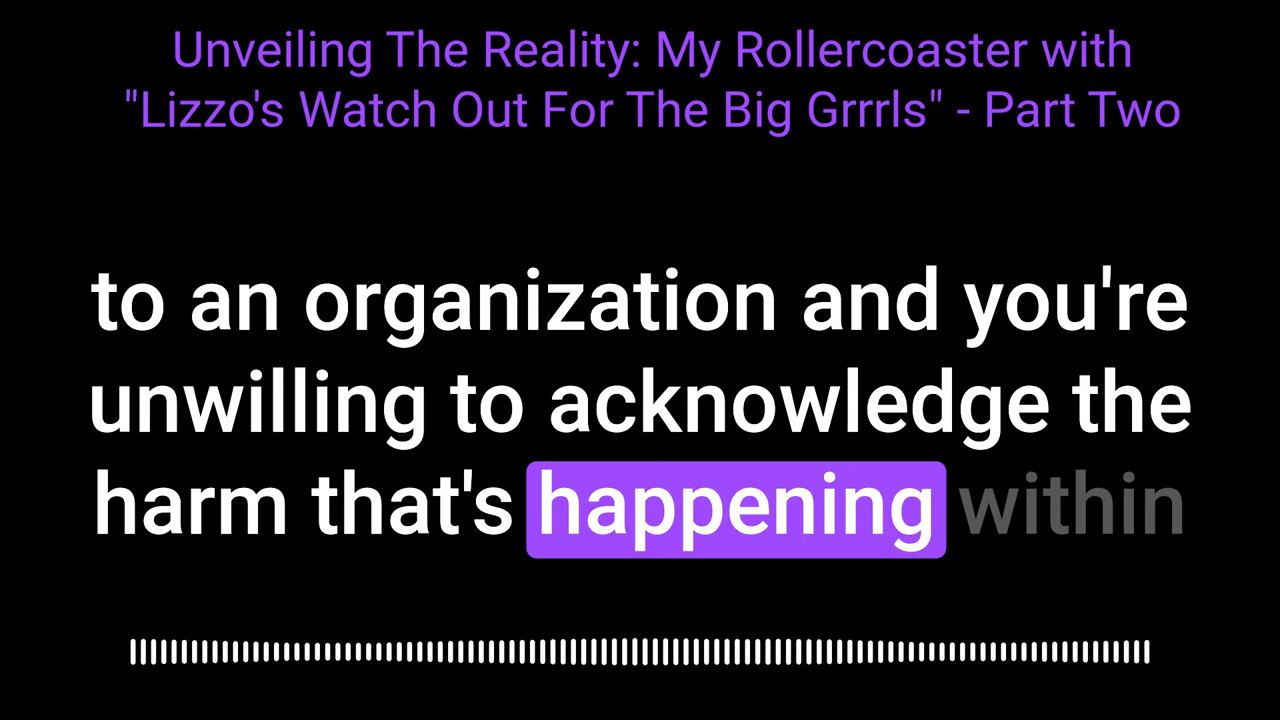 Unveiling The Reality: My Rollercoaster with
"Lizzo's Watch Out For The Big Grrrls" - Part Two
to an organization and you're
unwilling to acknowledge the
harm that's happening within